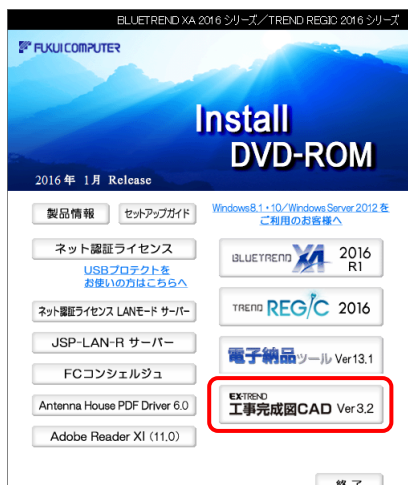 BLUETREND XA 2016 シリーズ／TREND REGIC 2016 シリーズ
FUKUI COMPUTER
Install
DVD-ROM
2016 年 1月 Release
製品情報
セットアップガイド
Windows8.1・10／Windows Server 2012 を
ご利用のお客様へ
ネット認証ライセンス
USBプロテクトを
お使いの方はこちらへ
ネット認証ライセンス LANモード サーバー
JSP-LAN-R サーバー
FCコンシェルジュ
Antenna House PDF Driver 6.0
Adobe Reader XI (11.0)
BLUETREND XA 2016
R1
TREND REGIC 2016
電子納品ツール Ver13.1
EX-TREND
工事完成図CAD Ver3.2
終 了